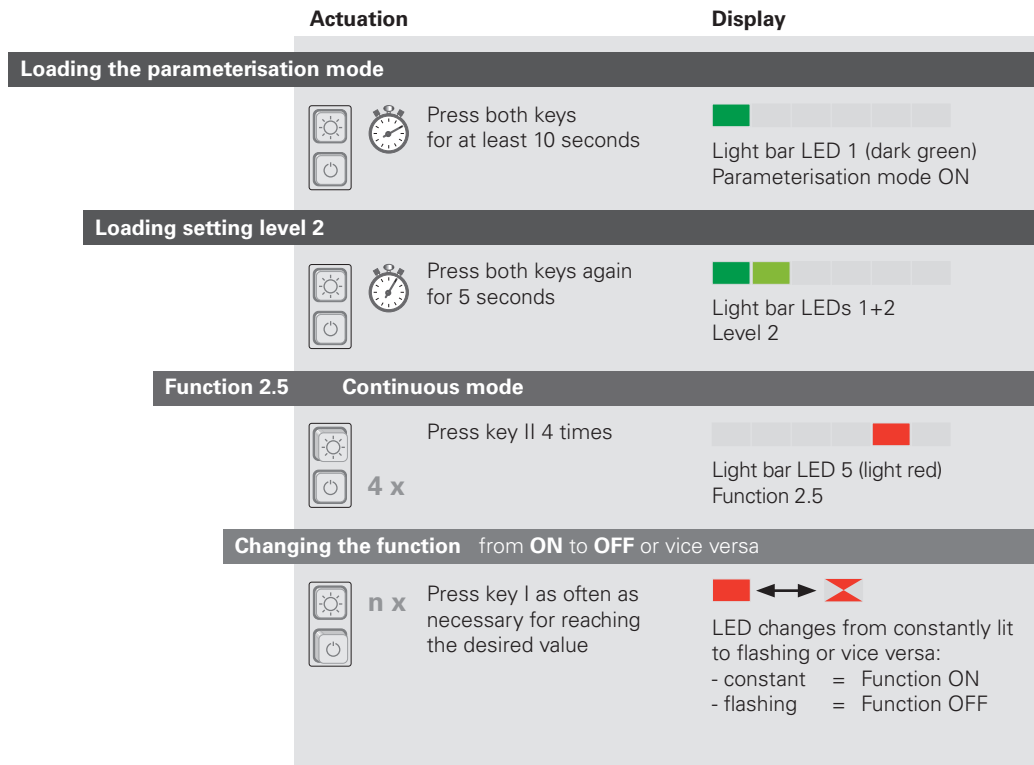 Actuation Display
Loading the parameterisation mode
Press both keys
for at least 10 seconds
Light bar LED 1 (dark green)
Parameterisation mode ON
Loading setting level 2
Press both keys again
for 5 seconds
Light bar LEDs 1+2
Level 2
Function 2.5 Continuous mode
Press key II 4 times
4 x
Light bar LED 5 (light red)
Function 2.5
Changing the function from ON to OFF or vice versa
n x
Press key I as often as
necessary for reaching
the desired value
LED changes from constantly lit
to flashing or vice versa:
- constant = Function ON
- flashing = Function OFF